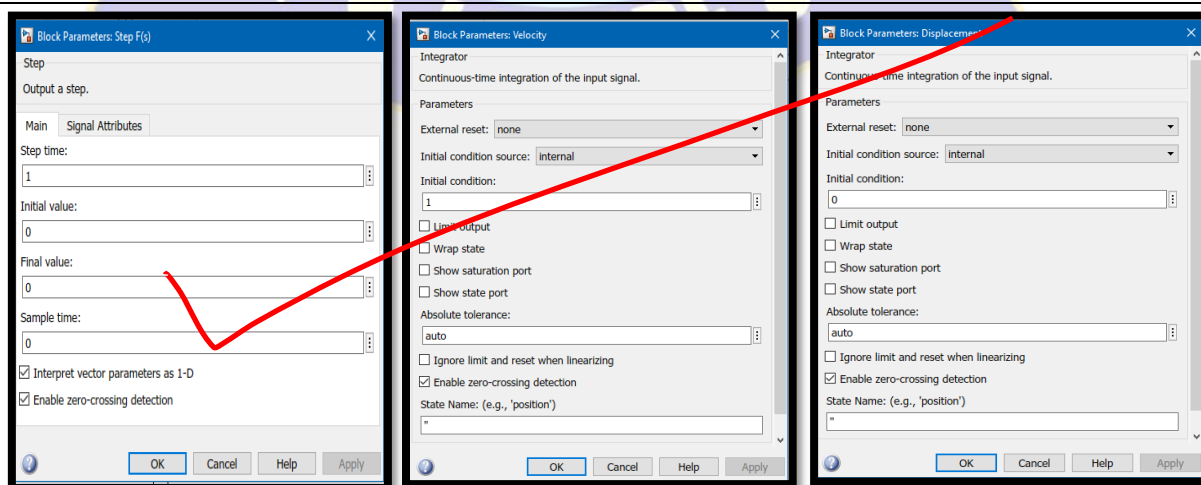 Block Parameters: Step F(s)
Step
Output a step.
Main Signal Attributes
Step time:
1
Initial value:
0
Final value:
0
Sample time:
0
Interpret vector parameters as 1-D
Enable zero-crossing detection
OK Cancel Help Apply
Block Parameters: Velocity
Integrator
Continuous-time integration of the input signal.
Parameters
External reset: none
Initial condition source: internal
Initial condition:
1
Limit output
Wrap state
Show saturation port
Show state port
Absolute tolerance:
auto
Ignore limit and reset when linearizing
Enable zero-crossing detection
State Name: (e.g., 'position')
''
OK Cancel Help Apply
Block Parameters: Displacement
Integrator
Continuous-time integration of the input signal.
Parameters
External reset: none
Initial condition source: internal
Initial condition:
0
Limit output
Wrap state
Show saturation port
Show state port
Absolute tolerance:
auto
Ignore limit and reset when linearizing
Enable zero-crossing detection
State Name: (e.g., 'position')
''
OK Cancel Help Apply